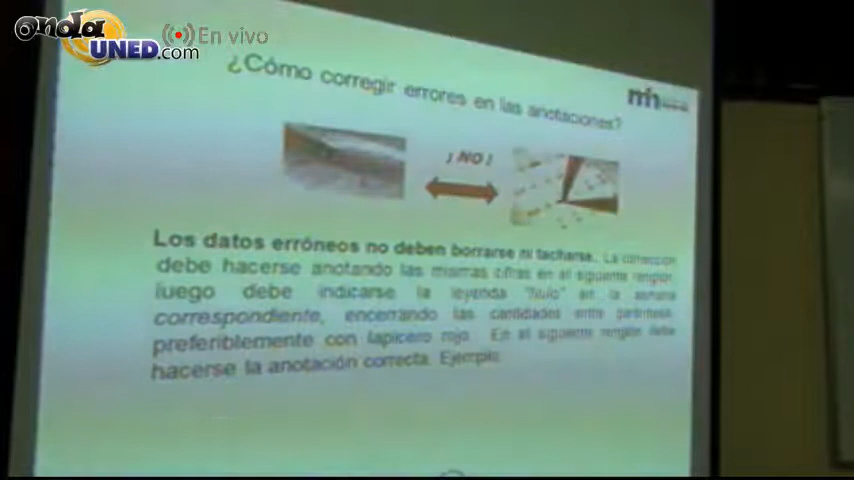 onda
UNED.com
En vivo
¿Cómo corregir errores en las anotaciones?
¡ NO !
Los datos erróneos no deben borrarse ni tacharse. La corrección
debe hacerse anotando las mismas cifras en el siguiente renglón,
luego debe indicarse la leyenda "Nulo" en la
correspondiente, encerrando las cantidades entre paréntesis,
preferiblemente con lapicero rojo. En el siguiente renglón debe
hacerse la anotación correcta. Ejemplo